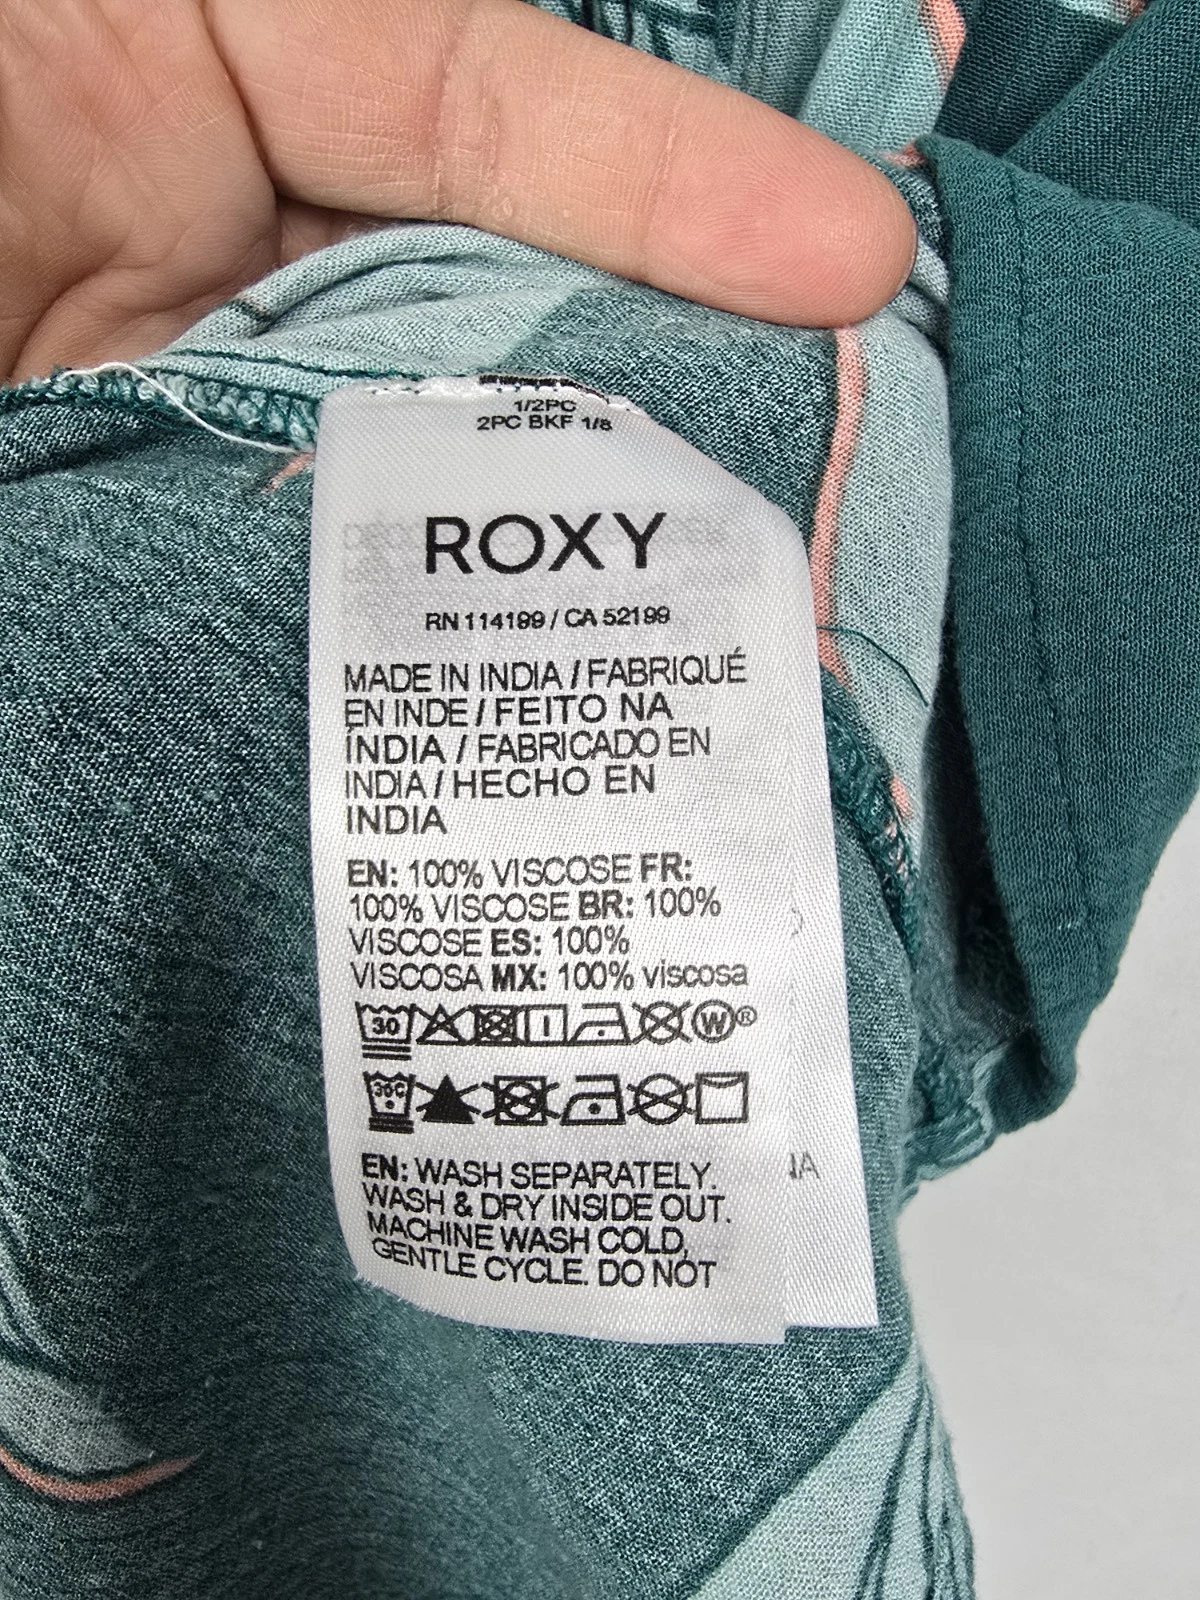 1/2PC
2PC BKF 1/8
ROXY
RN 114199 / CA 52199
MADE IN INDIA / FABRIQUÉ
EN INDE / FEITO NA
ÍNDIA / FABRICADO EN
INDIA / HECHO EN
INDIA
EN: 100% VISCOSE FR:
100% VISCOSE BR: 100%
VISCOSE ES: 100%
VISCOSA MX: 100% viscosa
30 W®
30C
EN: WASH SEPARATELY.
WASH & DRY INSIDE OUT.
MACHINE WASH COLD,
GENTLE CYCLE. DO NOT